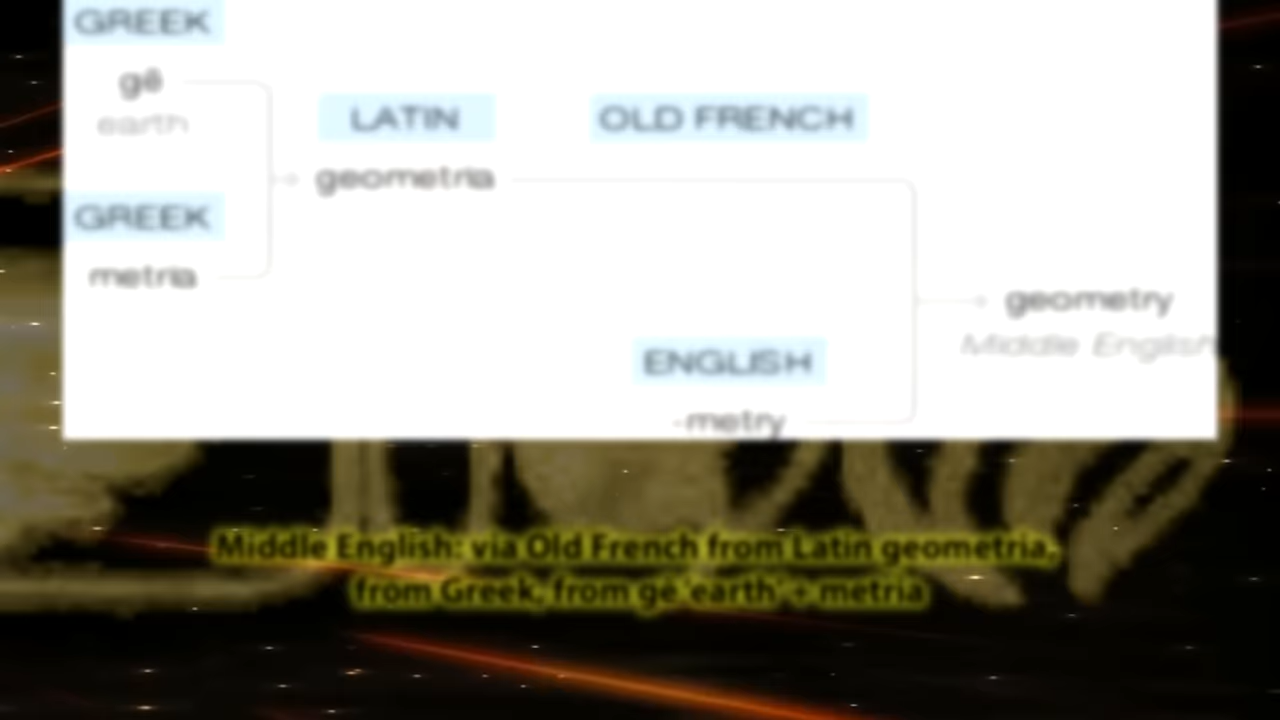 GREEK
gē
earth
LATIN
OLD FRENCH
geometria
GREEK
metria
geometry
Middle English
ENGLISH
-metry
Middle English: via Old French from Latin geometria,
from Greek, from gē ‘earth’ + metria